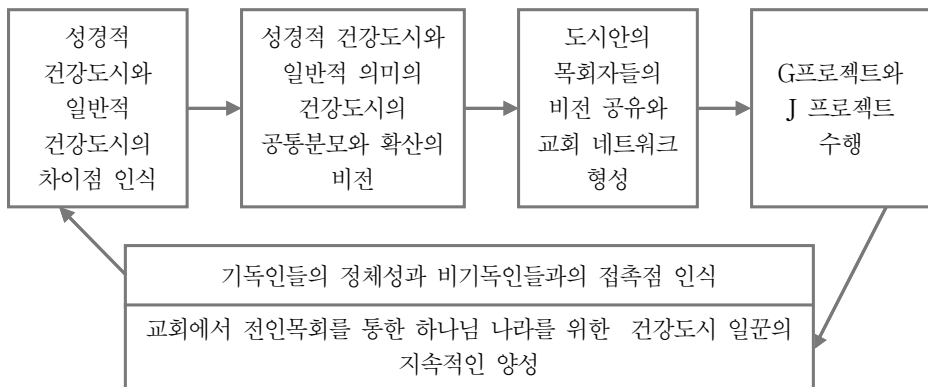 성경적
건강도시와
일반적
건강도시의
차이점 인식
성경적 건강도시와
일반적 의미의
건강도시의
공통분모와 확산의
비전
도시안의
목회자들의
비전 공유와
교회 네트워크
형성
G프로젝트와
J 프로젝트
수행
기독인들의 정체성과 비기독인들과의 접촉점 인식
교회에서 전인목회를 통한 하나님 나라를 위한 건강도시 일꾼의
지속적인 양성